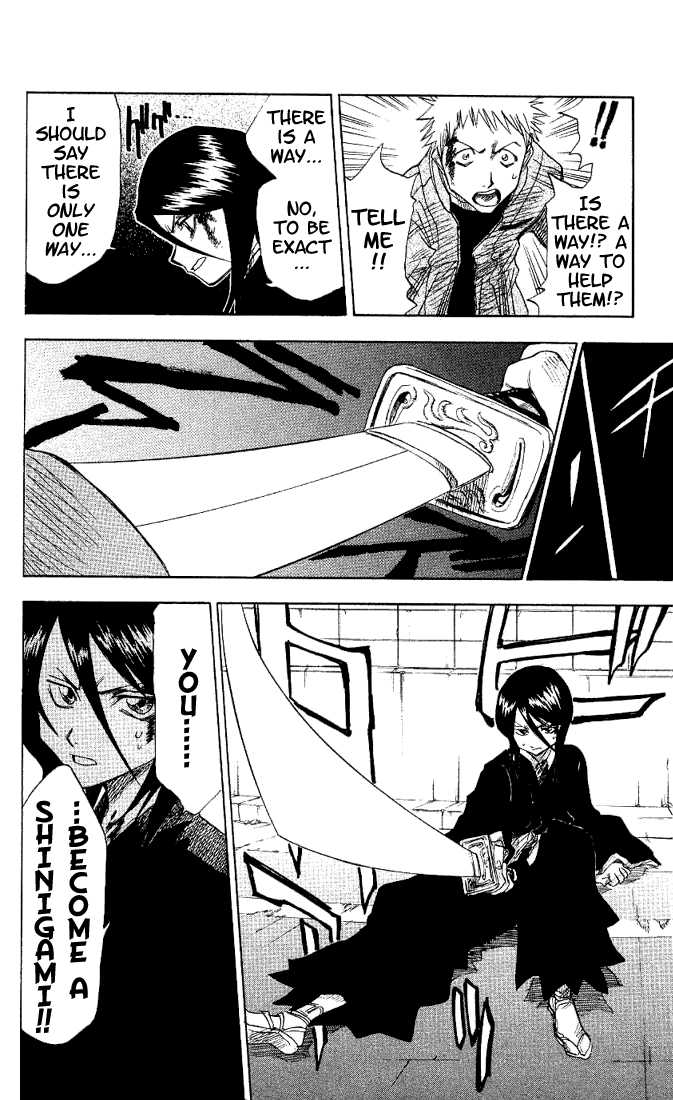 !!
IS
THERE A
WAY!? A
WAY TO
HELP
THEM!?
TELL
ME!!
THERE
IS A
WAY...
NO,
TO BE
EXACT
...
I
SHOULD
SAY
THERE
IS
ONLY
ONE
WAY...
YOU......
...BECOME A
SHINIGAMI!!